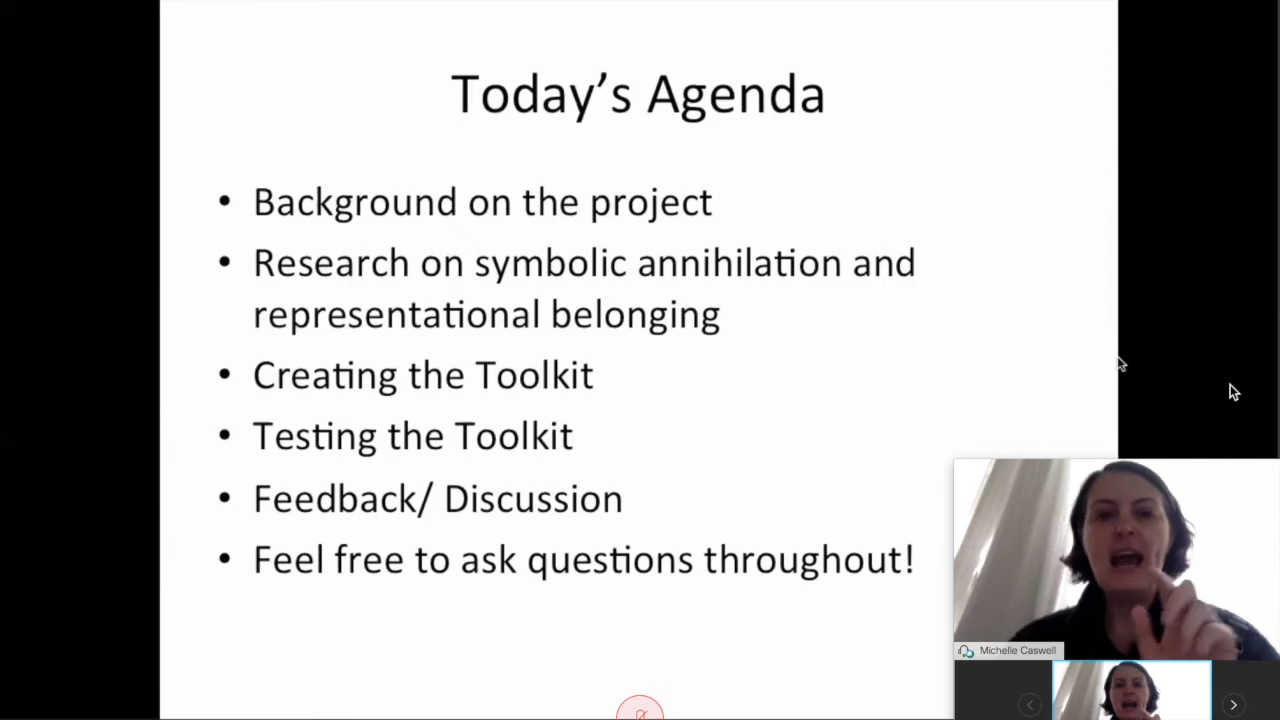 Today's Agenda
• Background on the project
• Research on symbolic annihilation and
representational belonging
• Creating the Toolkit
• Testing the Toolkit
• Feedback/ Discussion
• Feel free to ask questions throughout!
Michelle Caswell